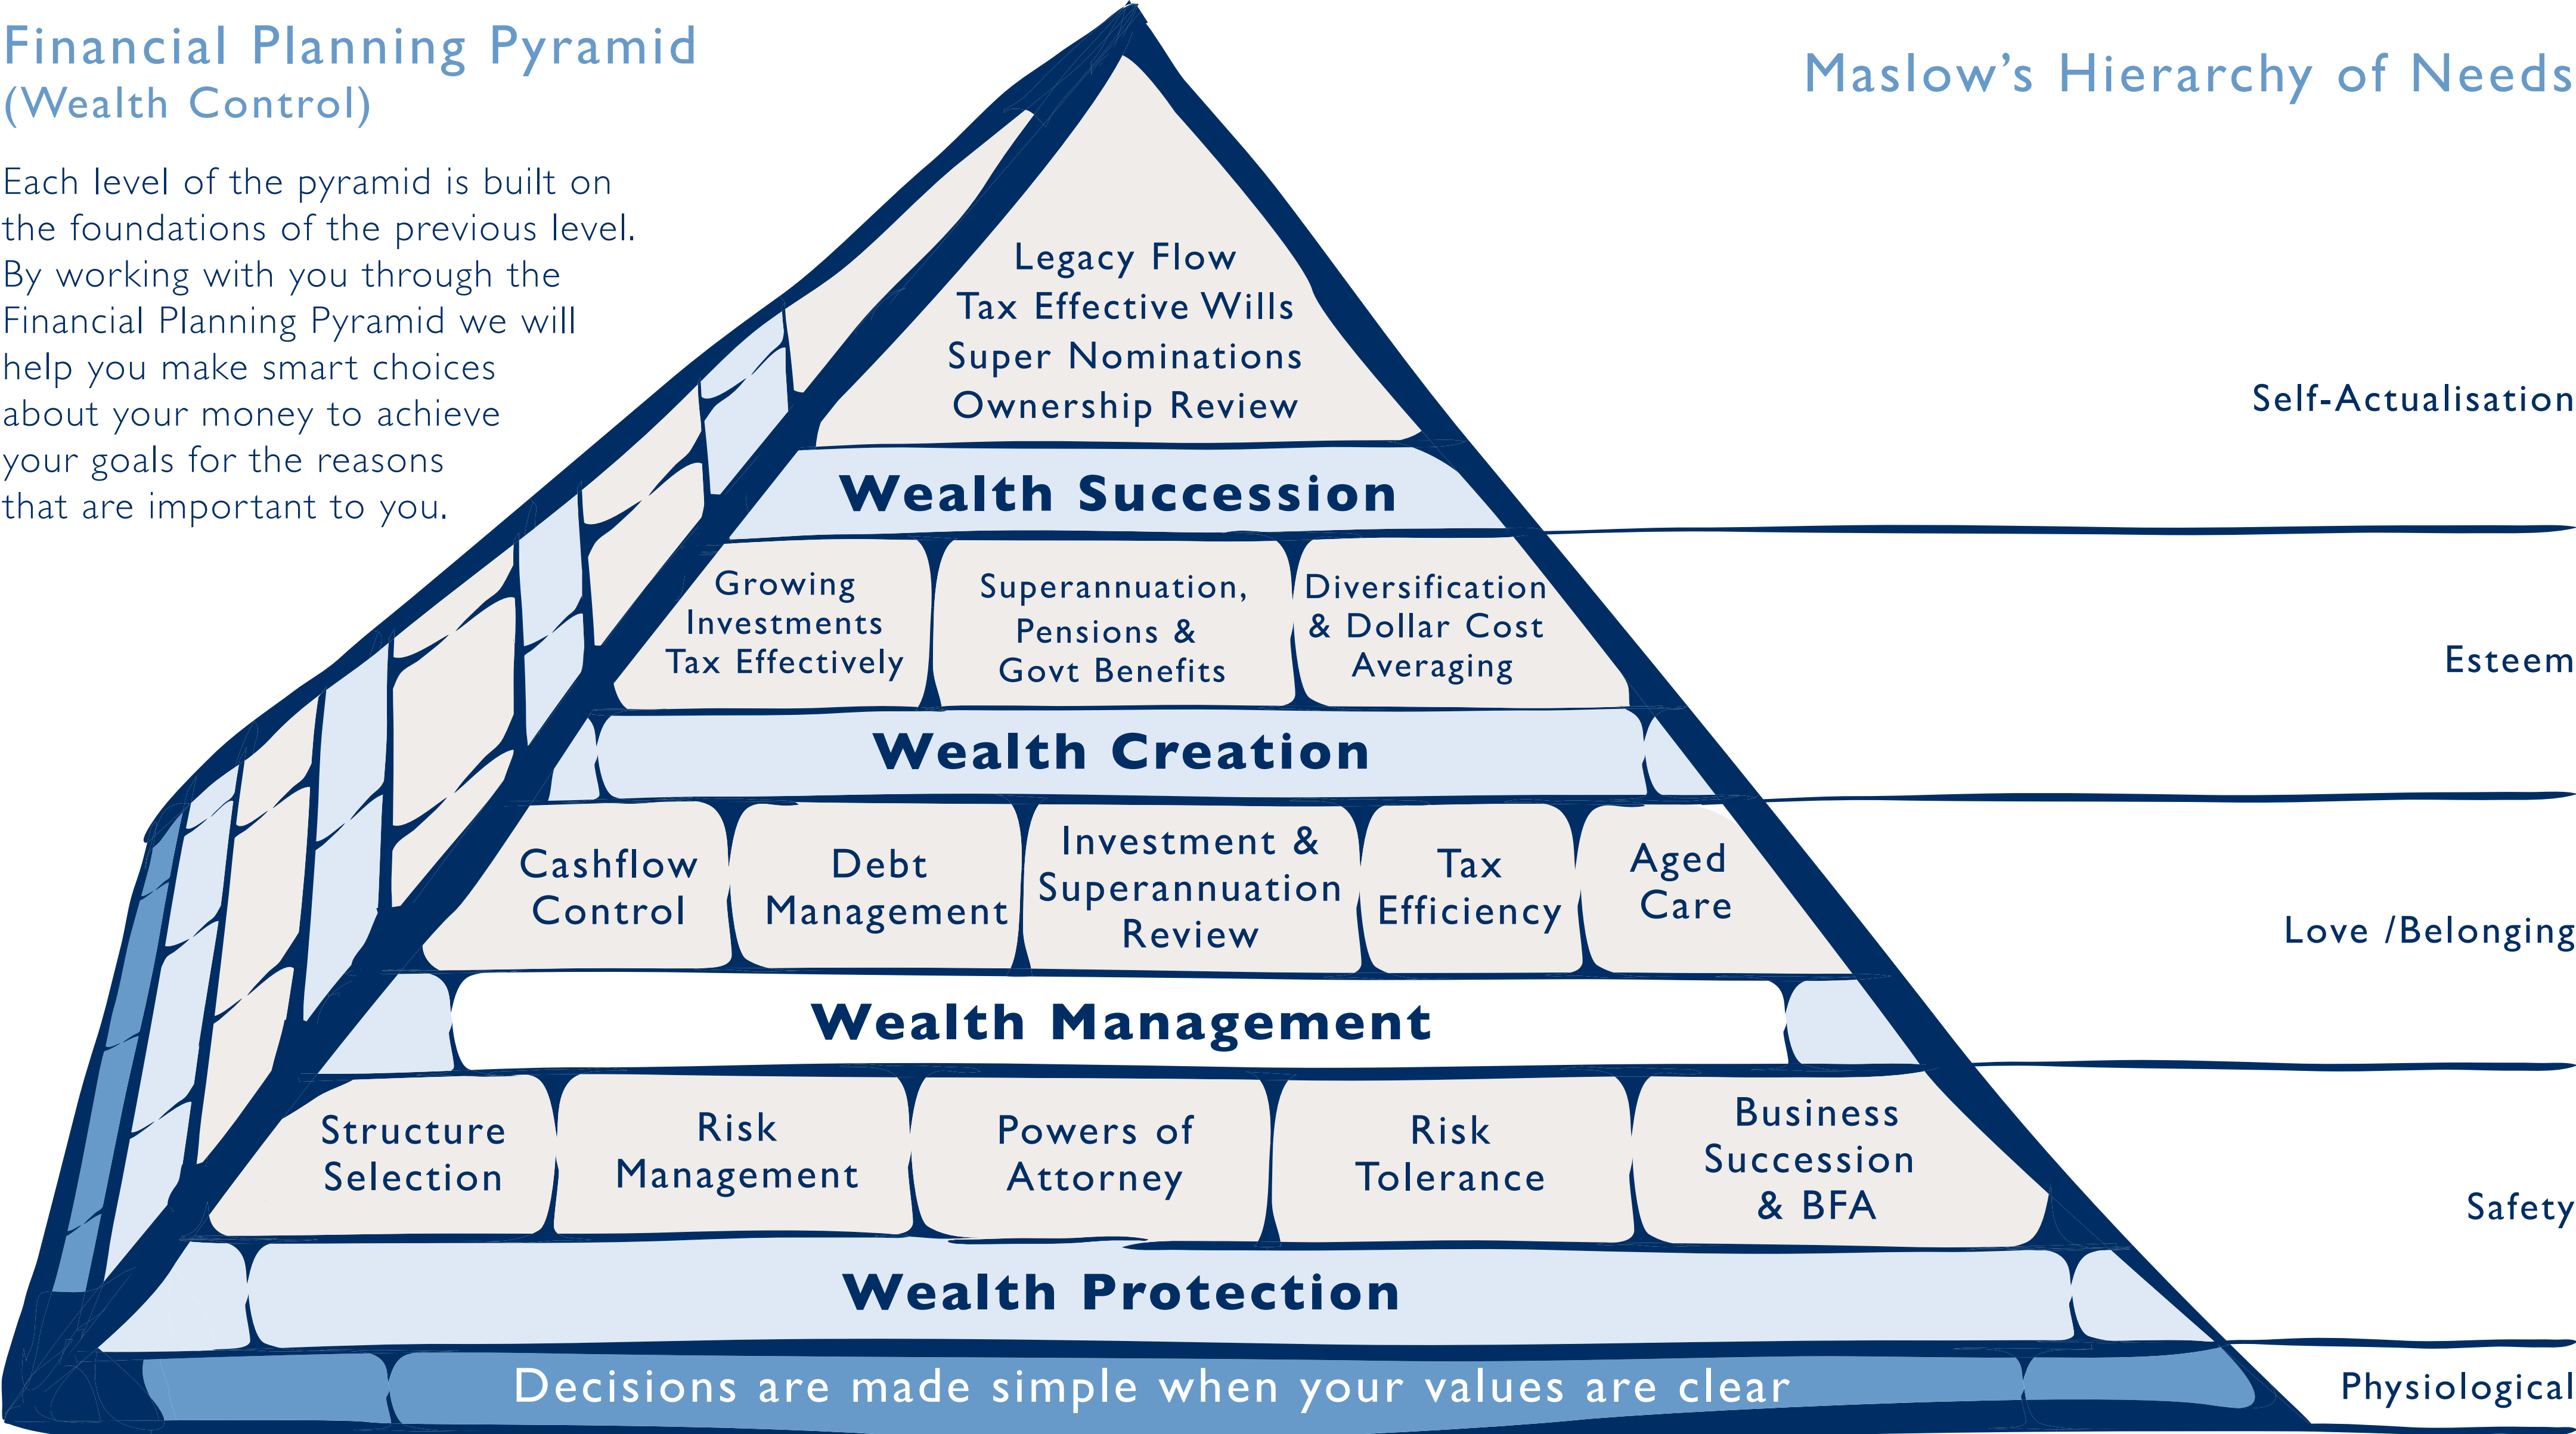 Financial Planning Pyramid
(Wealth Control)
Each level of the pyramid is built on
the foundations of the previous level.
By working with you through the
Financial Planning Pyramid we will
help you make smart choices
about your money to achieve
your goals for the reasons
that are important to you.
Maslow's Hierarchy of Needs
Legacy Flow
Tax Effective Wills
Super Nominations
Ownership Review
Self-Actualisation
Wealth Succession
Growing
Investments
Tax Effectively
Superannuation,
Pensions &
Govt Benefits
Diversification
& Dollar Cost
Averaging
Esteem
Wealth Creation
Cashflow
Control
Debt
Management
Investment &
Superannuation
Review
Tax
Efficiency
Aged
Care
Love /Belonging
Wealth Management
Structure
Selection
Risk
Management
Powers of
Attorney
Risk
Tolerance
Business
Succession
& BFA
Safety
Wealth Protection
Decisions are made simple when your values are clear
Physiological